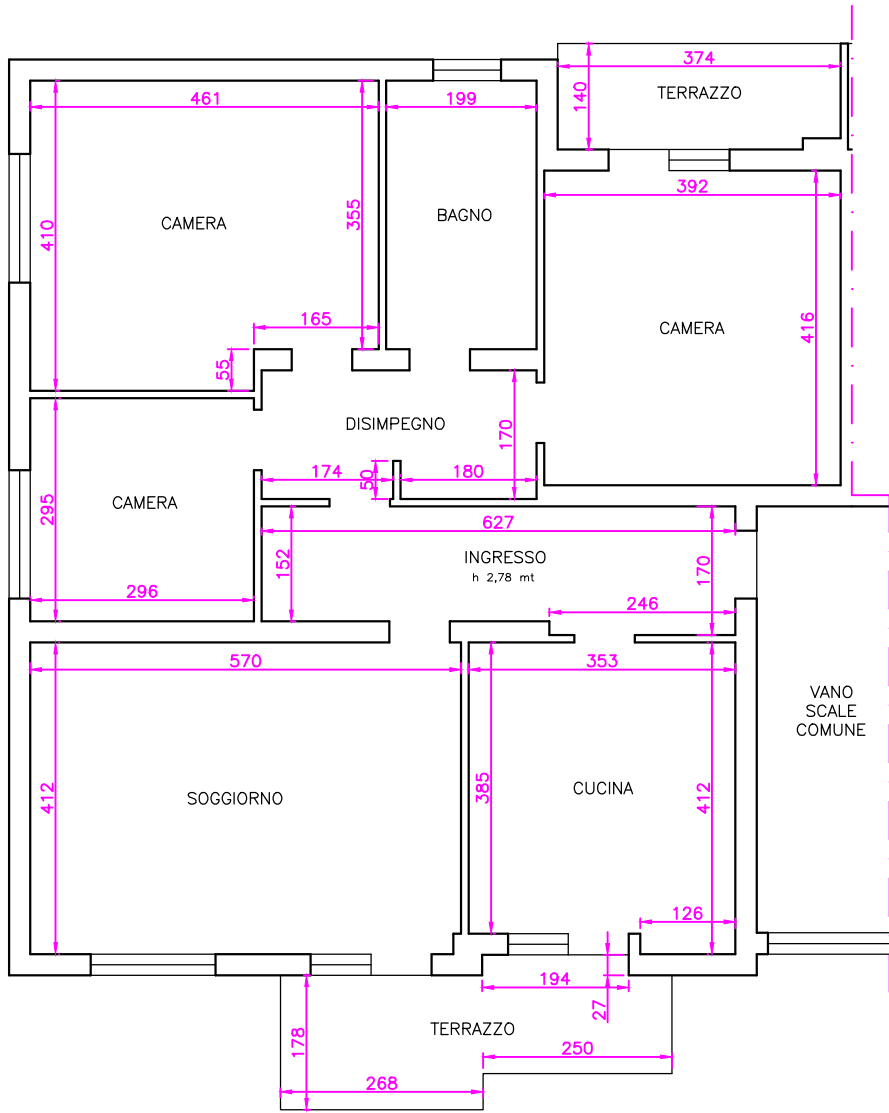 374
TERRAZZO
140
461
199
392
CAMERA
410
355
BAGNO
CAMERA
416
165
55
DISIMPEGNO
170
174
50
180
CAMERA
295
627
INGRESSO
h 2,78 mt
152
170
296
246
570
353
VANO
SCALE
COMUNE
SOGGIORNO
412
385
CUCINA
412
126
194
27
TERRAZZO
178
250
268